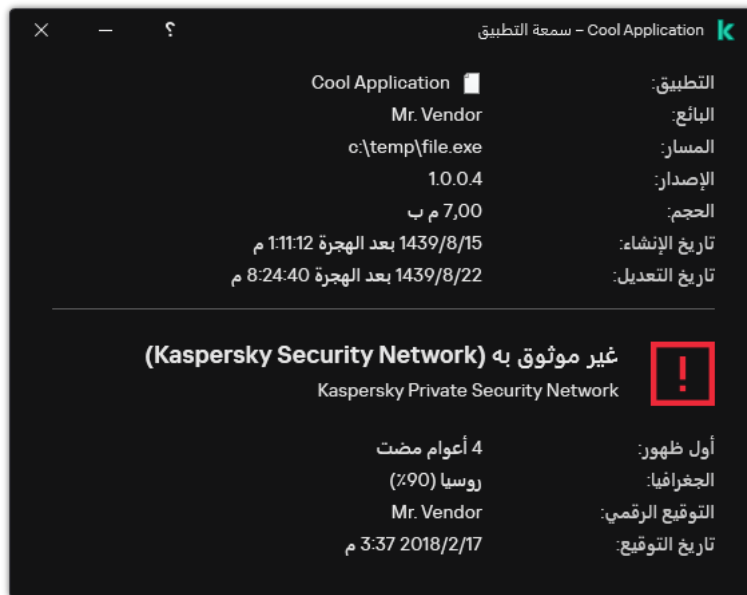 Cool Application – سمعة التطبيق ؟
التطبيق: Cool Application
البائع: Mr. Vendor
المسار: c:\temp\file.exe
الإصدار: 1.0.0.4
الحجم: 7,00 م ب
تاريخ الإنشاء: 1439/8/15 بعد الهجرة 1:11:12 م
تاريخ التعديل: 1439/8/22 بعد الهجرة 8:24:40 م
غير موثوق به (Kaspersky Security Network)
Kaspersky Private Security Network
أول ظهور: 4 أعوام مضت
الجغرافيا: روسيا (90٪)
التوقيع الرقمي: Mr. Vendor
تاريخ التوقيع: 2018/2/17 3:37 م